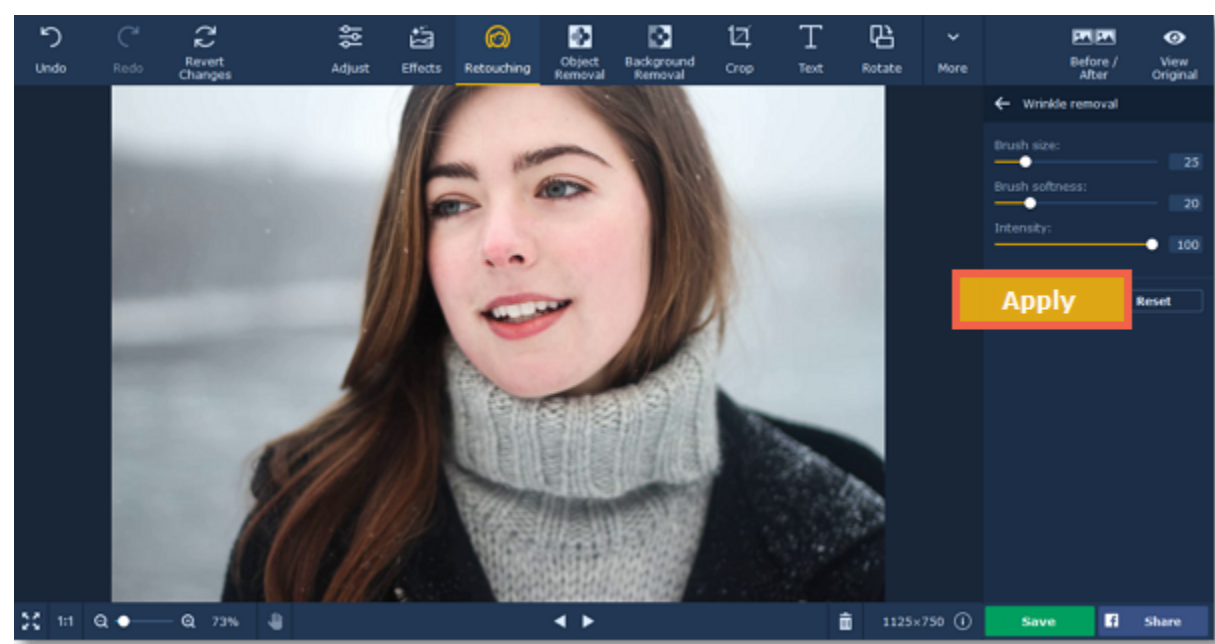 Undo
Redo
Revert
Changes
Adjust
Effects
Retouching
Object
Removal
Background
Removal
Crop
Text
Rotate
More
Before /
After
View
Original
Wrinkle removal
Brush size:
25
Brush softness:
20
Intensity:
100
Apply
Reset
1:1
73%
1125×750
Save
Share